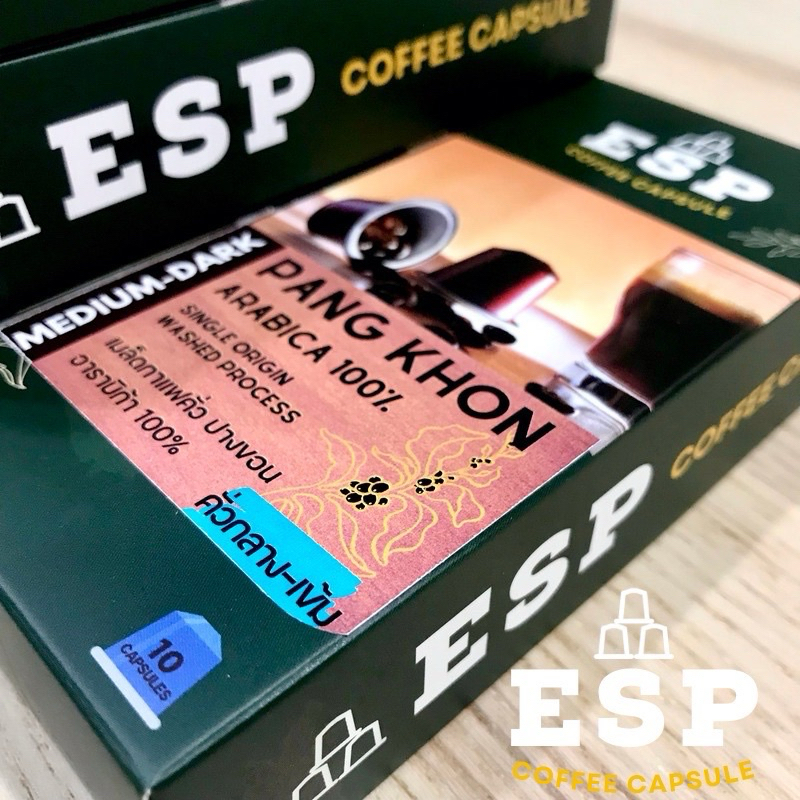 ESP
COFFEE CAPSULE
ESP
COFFEE CAPSULE
MEDIUM-DARK
PANG KHON
ARABICA 100%
SINGLE ORIGIN
WASHED PROCESS
เมล็ดกาแฟคั่ว ปางขอน
อาราบิก้า 100%
คั่วกลาง-เข้ม
10
CAPSULES
ESP
COFFEE
ESP
COFFEE CAPSULE